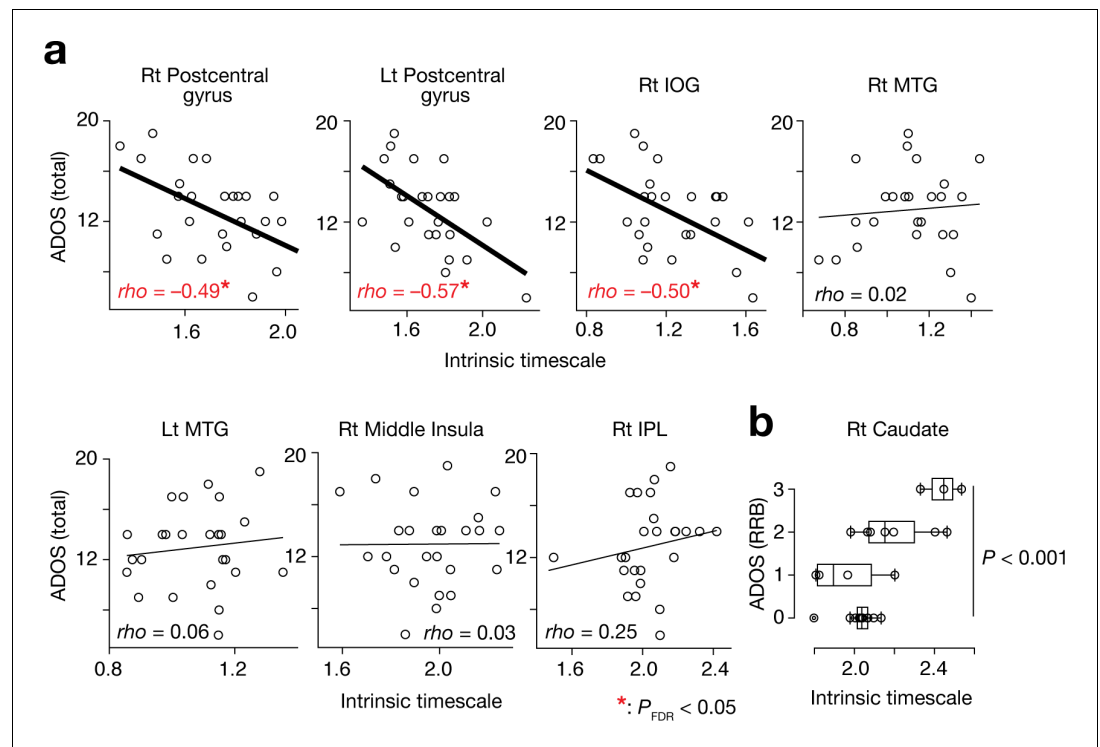 a
Rt Postcentral
gyrus
Lt Postcentral
gyrus
Rt IOG
Rt MTG
20
12
ADOS (total)
rho = –0.49*
1.6 2.0
20
12
rho = –0.57*
1.6 2.0
20
12
rho = –0.50*
0.8 1.2 1.6
20
12
rho = 0.02
0.8 1.2
Intrinsic timescale
Lt MTG
Rt Middle Insula
Rt IPL
20
12
ADOS (total)
rho = 0.06
0.8 1.2
20
12
rho = 0.03
1.6 2.0
20
12
rho = 0.25
1.6 2.0 2.4
Intrinsic timescale
*: P FDR < 0.05
b
Rt Caudate
3
2
1
0
ADOS (RRB)
P < 0.001
2.0 2.4
Intrinsic timescale